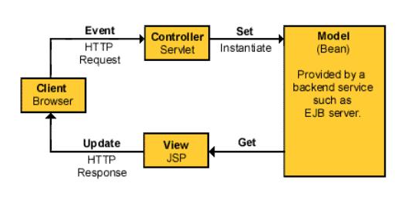 Event
HTTP
Request
Controller
Servlet
Set
Instantiate
Model
(Bean)
Provided by a
backend service
such as
EJB server.
Client
Browser
Update
HTTP
Response
View
JSP
Get